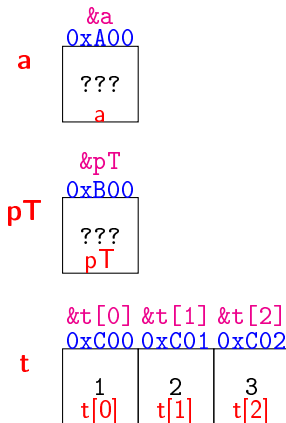 &a
0xA00
a
???
a
&pT
0xB00
pT
???
pT
&t[0] &t[1] &t[2]
0xC00 0xC01 0xC02
t
1 2 3
t[0] t[1] t[2]